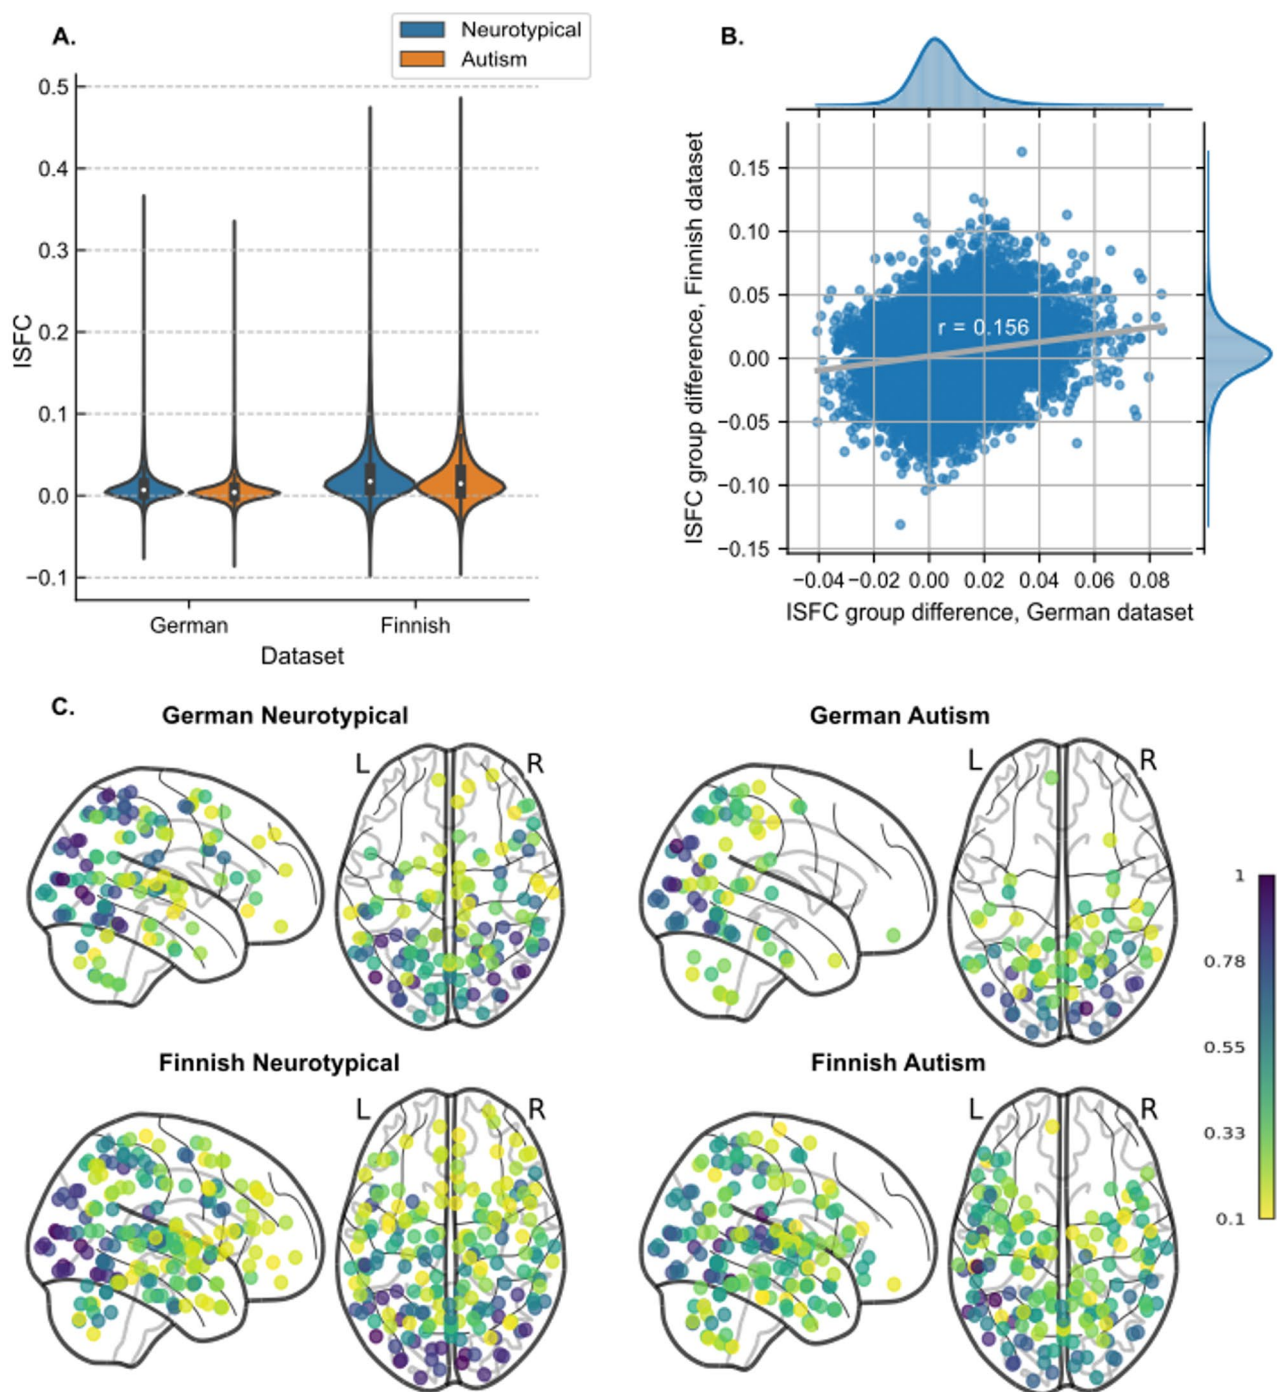 A.
Neurotypical
Autism
0.5
0.4
0.3
0.2
0.1
0.0
−0.1
ISFC
German
Finnish
Dataset
B.
0.15
0.10
0.05
0.00
−0.05
−0.10
−0.15
ISFC group difference, Finnish dataset
r = 0.156
−0.04 −0.02 0.00 0.02 0.04 0.06 0.08
ISFC group difference, German dataset
C.
German Neurotypical
L R
German Autism
L R
Finnish Neurotypical
L R
Finnish Autism
L R
1
0.78
0.55
0.33
0.1